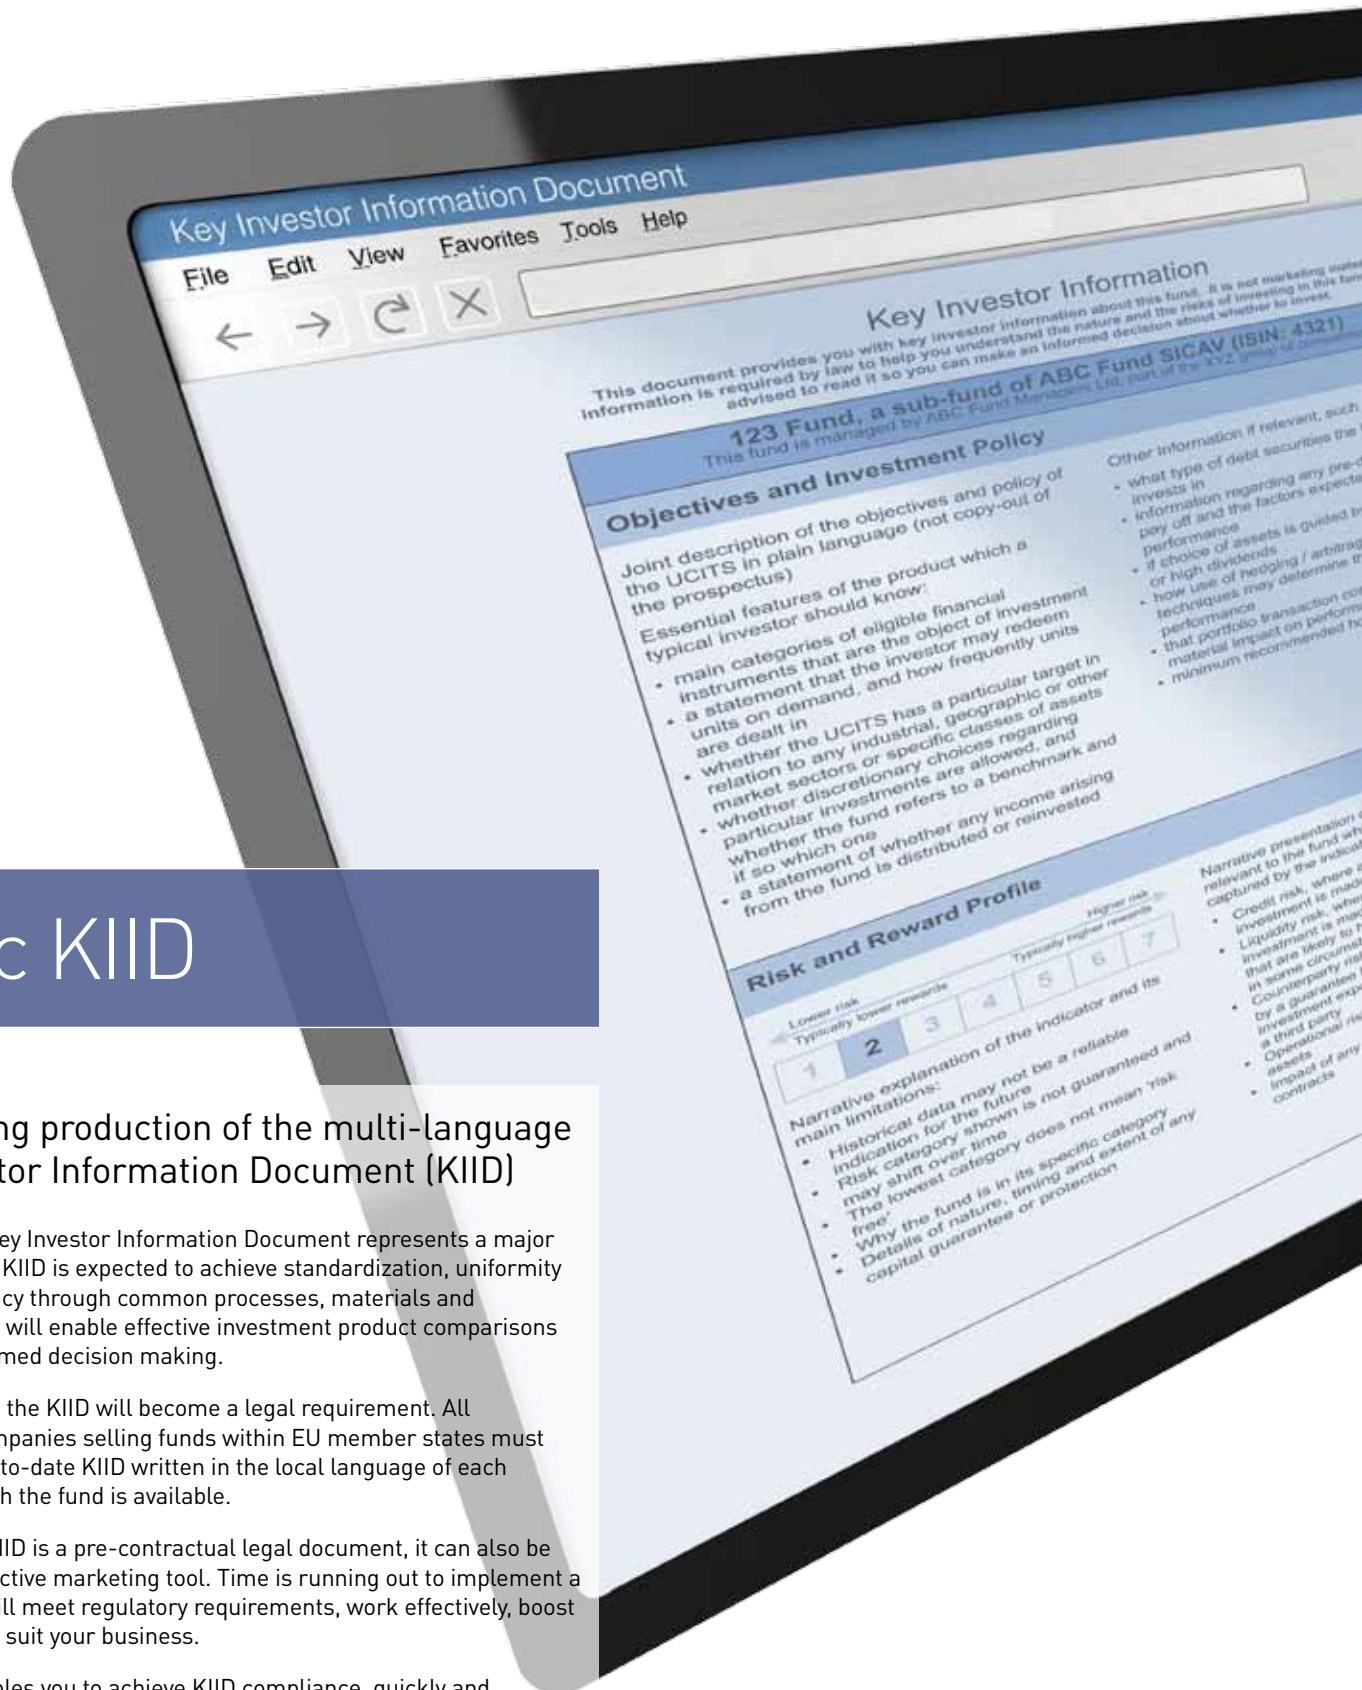 Key Investor Information Document
File Edit View Favorites Tools Help
Key Investor Information
This document provides you with key investor information about this fund. It is not marketing
information is required by law to help you understand the nature and the risks of investing in this
advised to read it so you can make an informed decision about whether to invest.
123 Fund, a sub-fund of ABC Fund SICAV (ISIN: 4321)
This fund is managed by ABC Fund Managers Ltd, part of the XYZ group of
Objectives and Investment Policy
Joint description of the objectives and policy of
the UCITS in plain language (not copy-out of
the prospectus)
Essential features of the product which a
typical investor should know:
• main categories of eligible financial
instruments that are the object of investment
• a statement that the investor may redeem
units on demand, and how frequently units
are dealt in
• whether the UCITS has a particular target in
relation to any industrial, geographic or other
market sectors or specific classes of assets
• whether discretionary choices regarding
particular investments are allowed, and
whether the fund refers to a benchmark and
if so which one
• a statement of whether any income arising
from the fund is distributed or reinvested
Other information if relevant, such
• what type of debt securities the
invests in
• information regarding any
pay off and the factors expected
performance
• if choice of assets is guided by
or high dividends
• how use of hedging / arbitrage
techniques may determine
performance
• that portfolio transaction
material impact on
• minimum recommended
Risk and Reward Profile
Lower risk Higher risk
Typically lower rewards Typically higher rewards
1 2 3 4 5 6 7
Narrative explanation of the indicator and its
main limitations:
• Historical data may not be a reliable
indication for the future
• Risk category shown is not guaranteed and
may shift over time
• The lowest category does not mean 'risk
free'
• Why the fund is in its specific category
• Details of nature, timing and extent of any
capital guarantee or protection
Narrative presentation
relevant to the fund
captured by the
• Credit risk, where a
investment is made
• Liquidity risk,
investment is
that are likely to
in some
• Counterparty
by a guarantee
investment
a third party
• Operational
assets
• Impact of any
contracts
c KIID
ng production of the multi-language
tor Information Document (KIID)
ey Investor Information Document represents a major
KIID is expected to achieve standardization, uniformity
cy through common processes, materials and
will enable effective investment product comparisons
med decision making.
the KIID will become a legal requirement. All
mpanies selling funds within EU member states must
to-date KIID written in the local language of each
h the fund is available.
IID is a pre-contractual legal document, it can also be
ctive marketing tool. Time is running out to implement a
ill meet regulatory requirements, work effectively, boost
suit your business.
bles you to achieve KIID compliance, quickly and